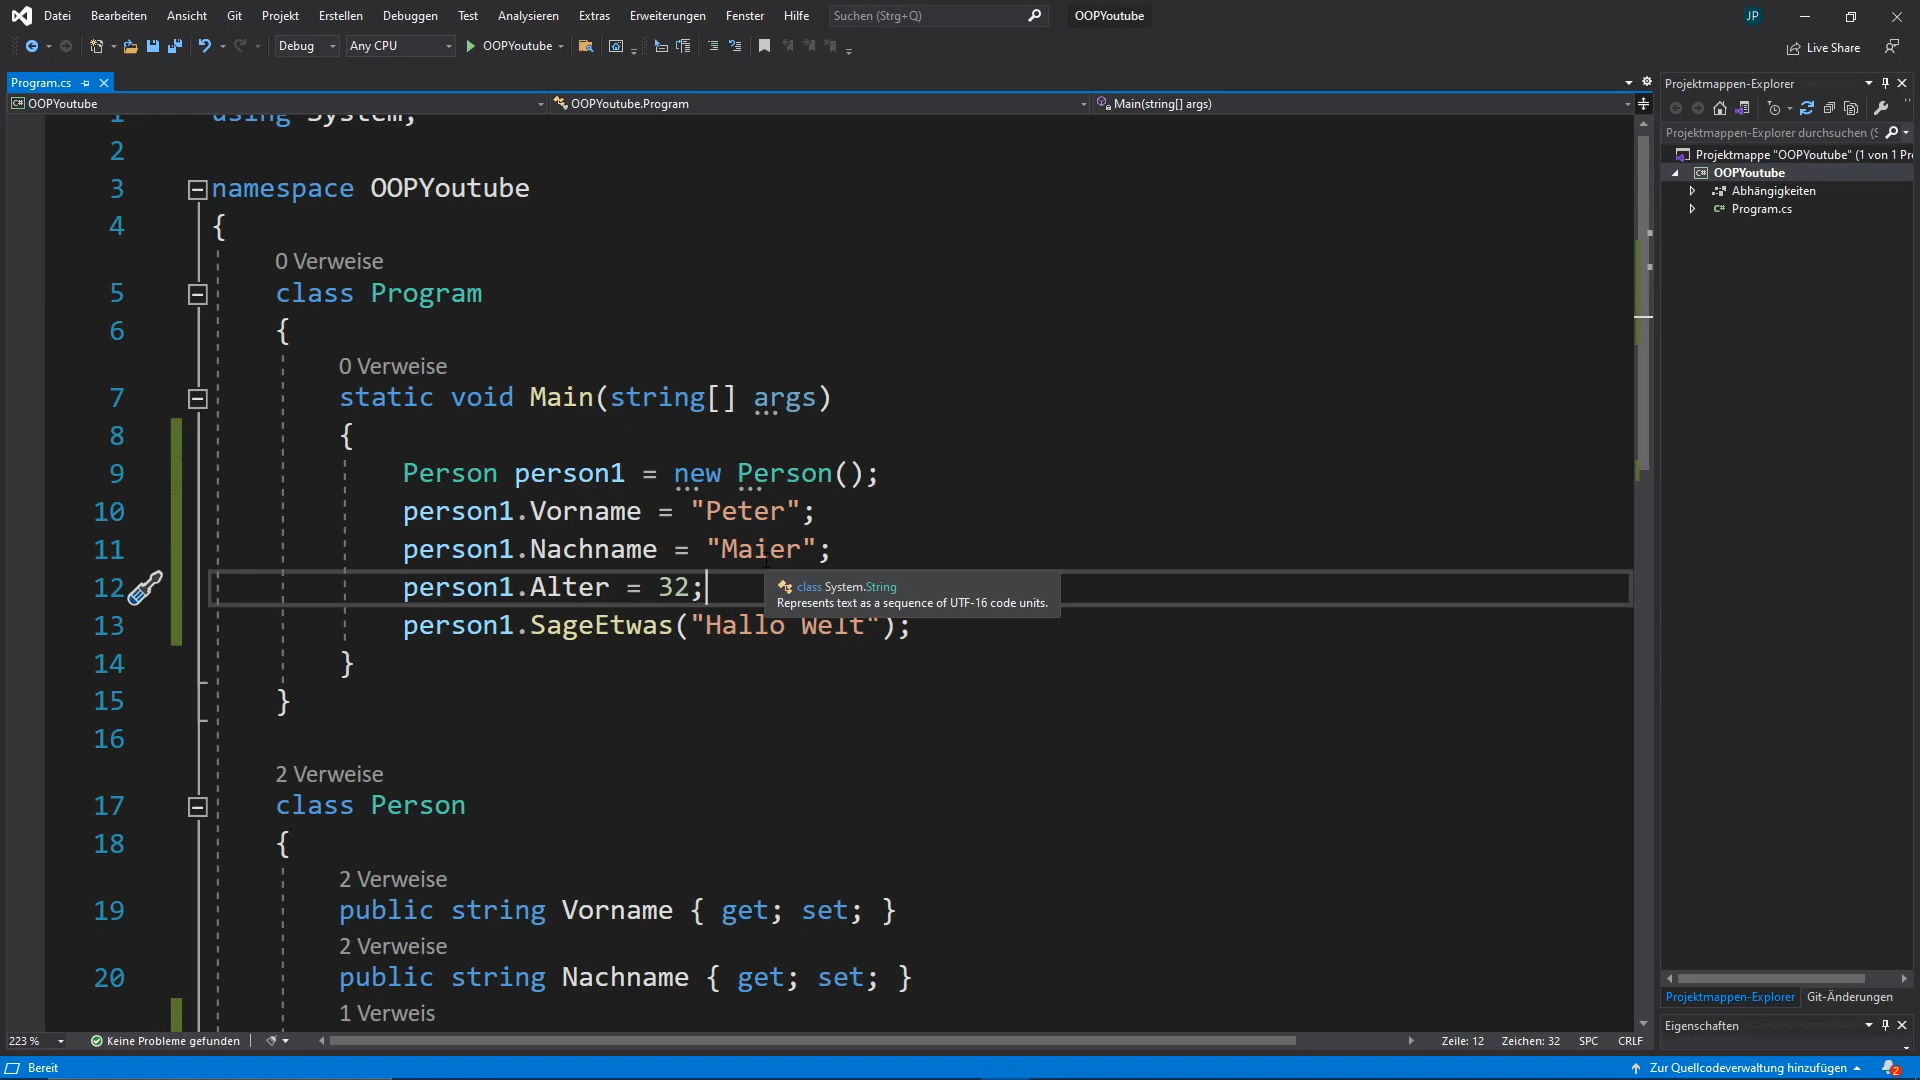 Datei Bearbeiten Ansicht Git Projekt Erstellen Debuggen Test Analysieren Extras Erweiterungen Fenster Hilfe Suchen (Strg+Q) OOPYoutube JP
Debug Any CPU OOPYoutube Live Share
Program.cs
OOPYoutube OOPYoutube.Program Main(string[] args)
1 using System;
2
3 namespace OOPYoutube
4 {
0 Verweise
5 class Program
6 {
0 Verweise
7 static void Main(string[] args)
8 {
9 Person person1 = new Person();
10 person1.Vorname = "Peter";
11 person1.Nachname = "Maier";
12 person1.Alter = 32;
class System.String
Represents text as a sequence of UTF-16 code units.
13 person1.SageEtwas("Hallo Welt");
14 }
15 }
16
2 Verweise
17 class Person
18 {
2 Verweise
19 public string Vorname { get; set; }
2 Verweise
20 public string Nachname { get; set; }
1 Verweis
223 % Keine Probleme gefunden Zeile: 12 Zeichen: 32 SPC CRLF
Projektmappen-Explorer
Projektmappen-Explorer durchsuchen (S
Projektmappe "OOPYoutube" (1 von 1 Pr
OOPYoutube
Abhängigkeiten
C# Program.cs
Projektmappen-Explorer Git-Änderungen
Eigenschaften
Bereit Zur Quellcodeverwaltung hinzufügen 2